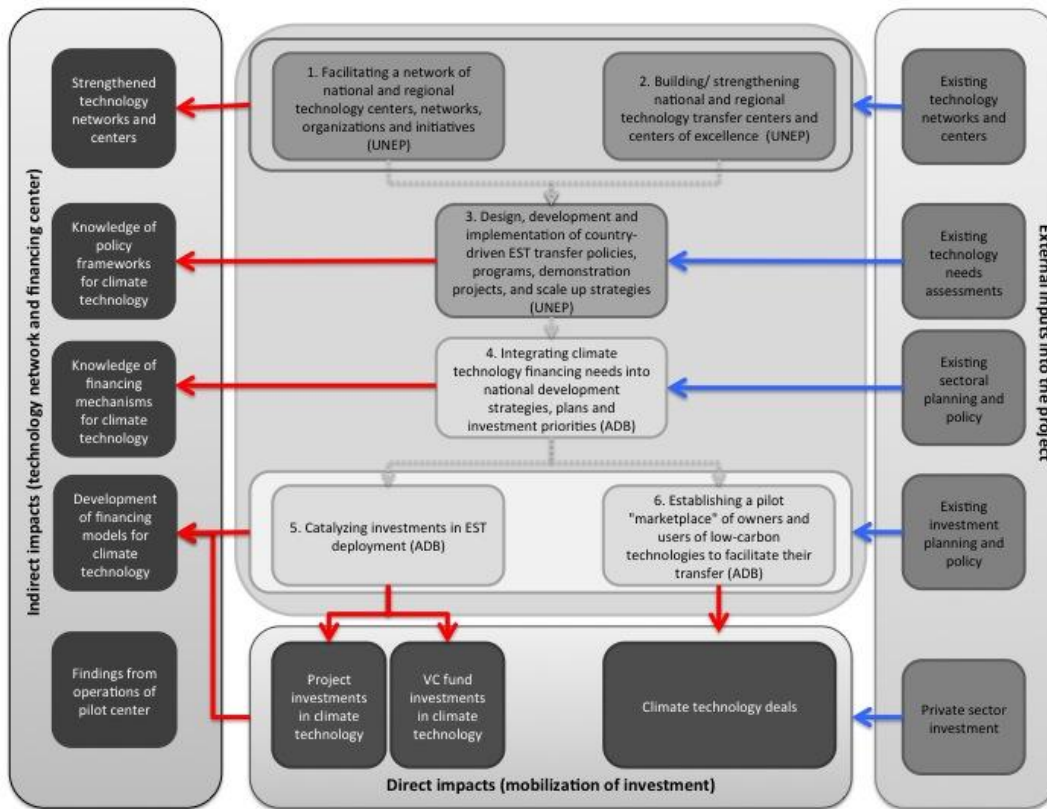 Indirect impacts (technology network and financing center)
Strengthened
technology
networks and
centers
Knowledge of
policy
frameworks
for climate
technology
Knowledge of
financing
mechanisms
for climate
technology
Development
of financing
models for
climate
technology
Findings from
operations of
pilot center
1. Facilitating a network of
national and regional
technology centers, networks,
organizations and initiatives
(UNEP)
2. Building/ strengthening
national and regional
technology transfer centers and
centers of excellence (UNEP)
3. Design, development and
implementation of country-
driven EST transfer policies,
programs, demonstration
projects, and scale up strategies
(UNEP)
4. Integrating climate
technology financing needs into
national development
strategies, plans and
investment priorities (ADB)
5. Catalyzing investments in EST
deployment (ADB)
6. Establishing a pilot
"marketplace" of owners and
users of low-carbon
technologies to facilitate their
transfer (ADB)
Project
investments
in climate
technology
VC fund
investments
in climate
technology
Climate technology deals
Direct impacts (mobilization of investment)
Existing
technology
networks and
centers
Existing
technology
needs
assessments
Existing
sectoral
planning and
policy
Existing
investment
planning and
policy
Private sector
investment
External inputs into the project